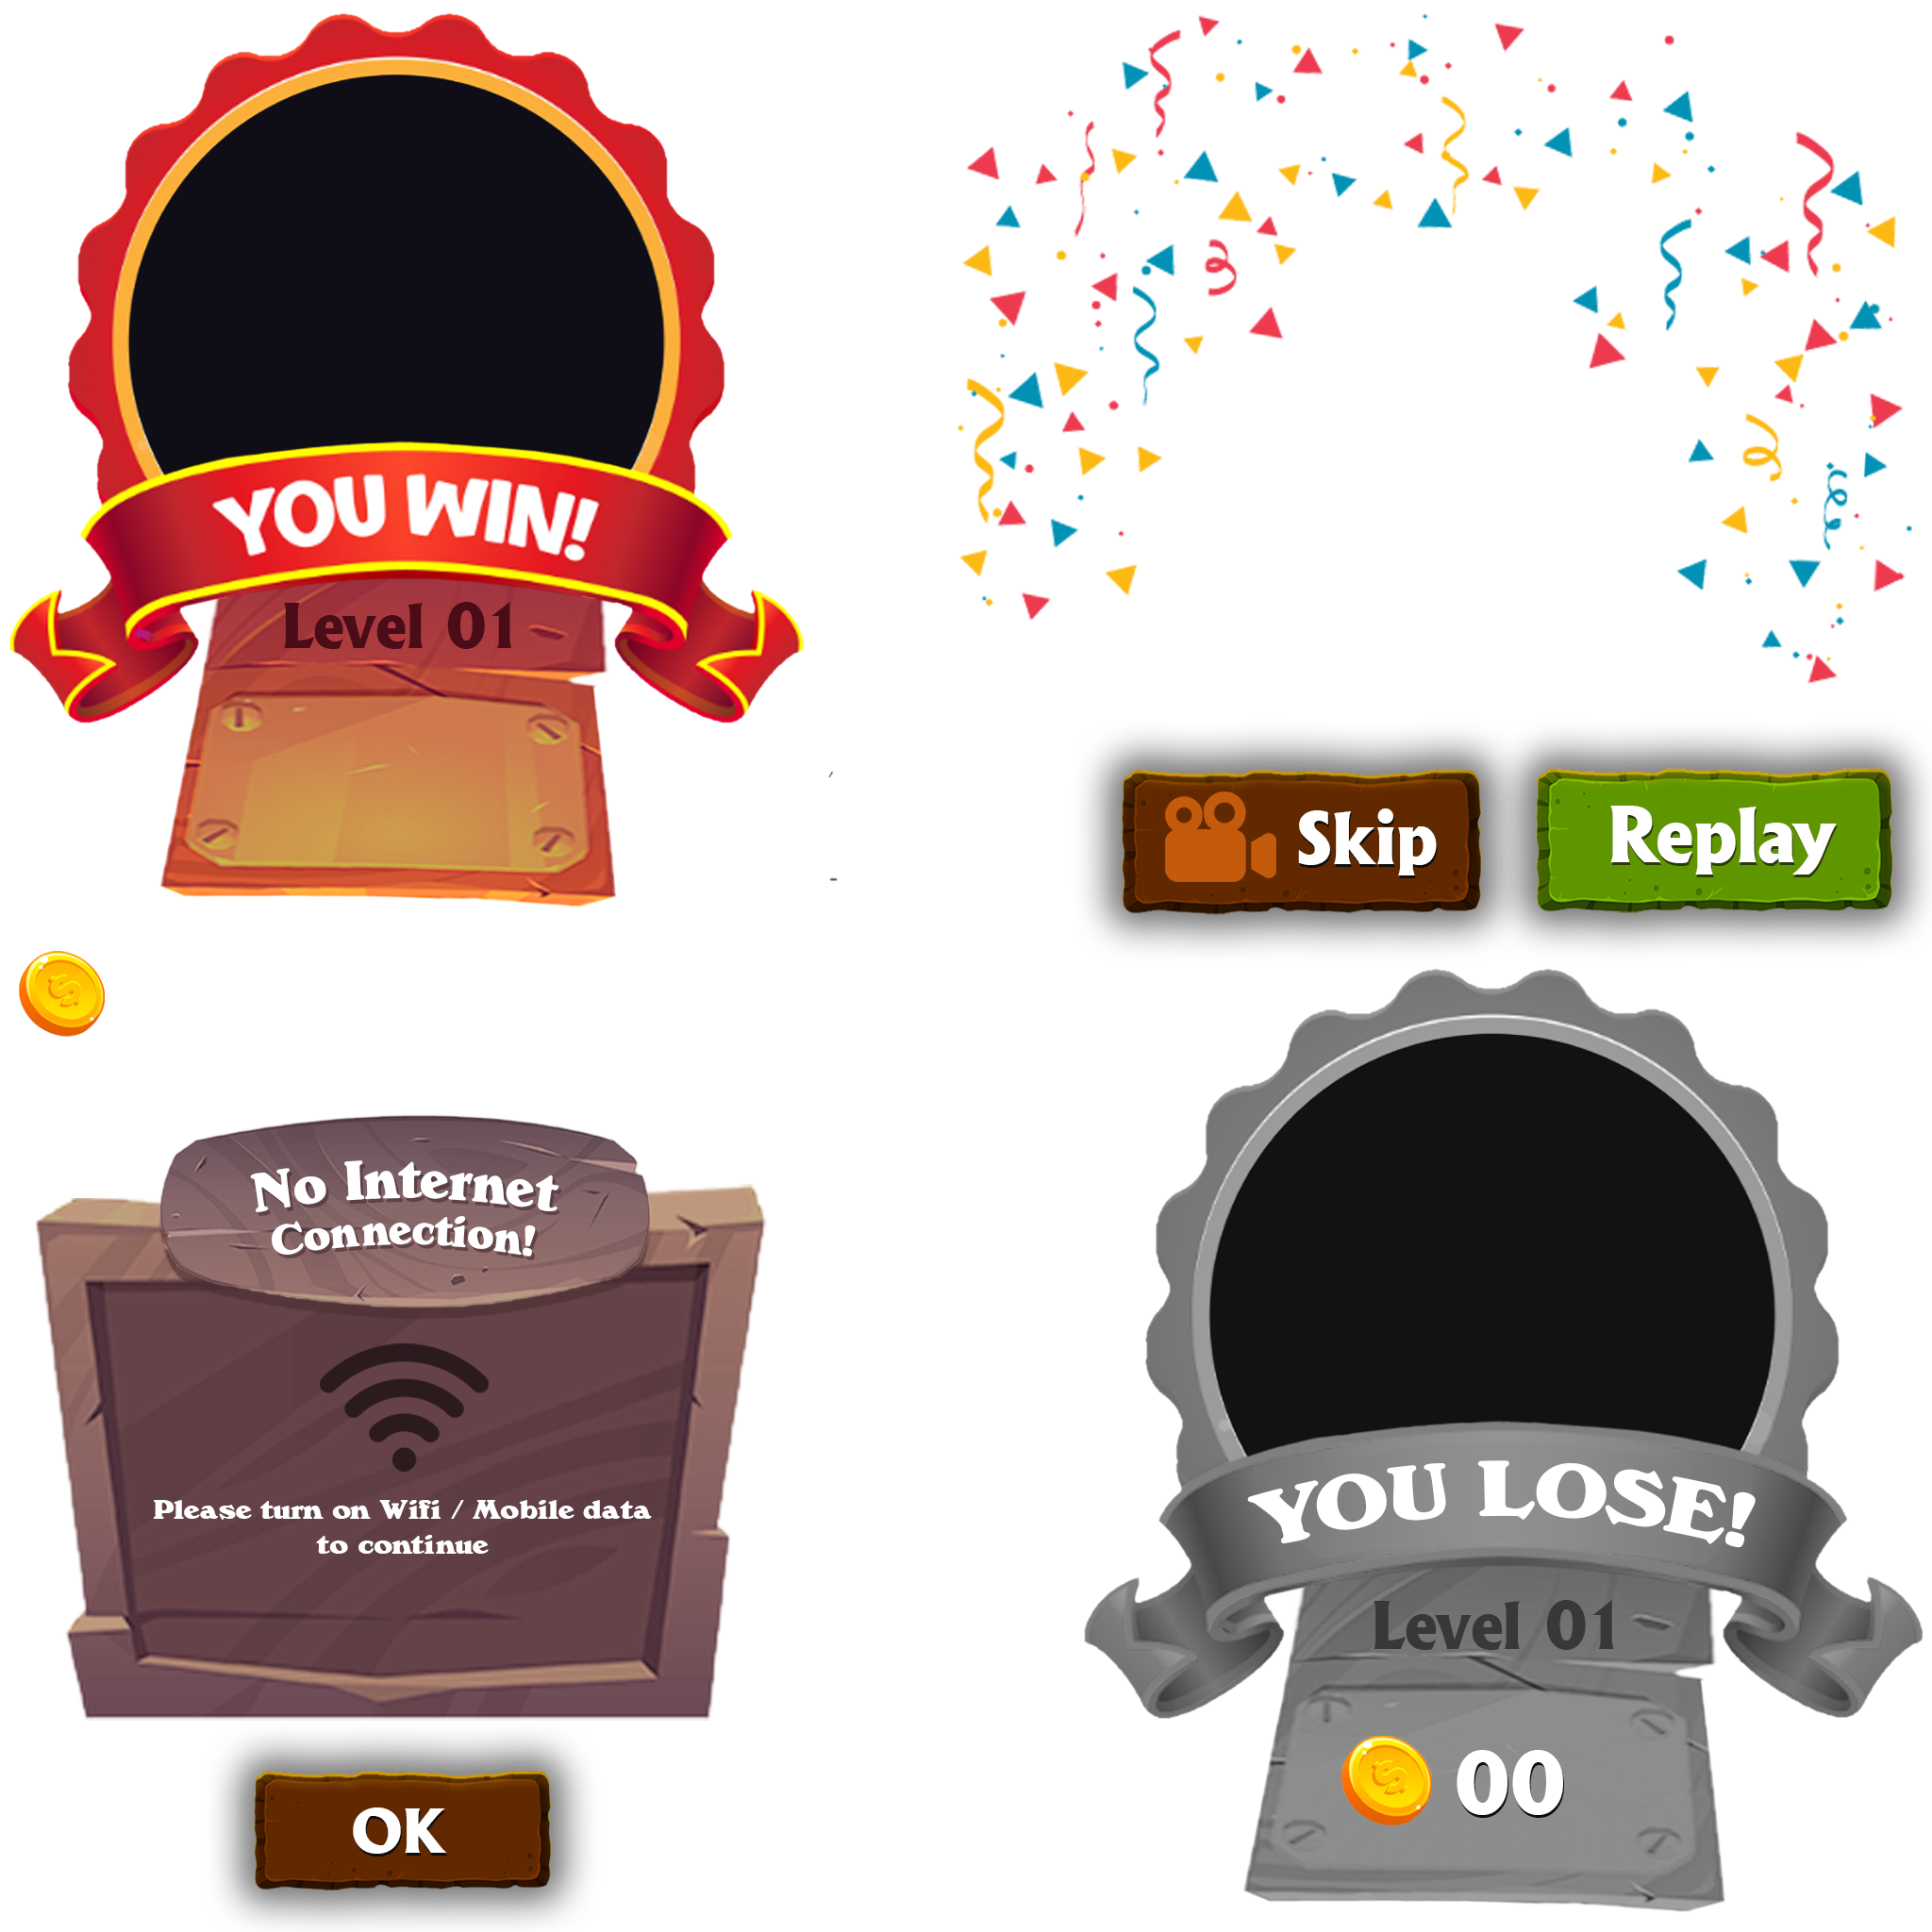 YOU WIN!
Level 01
Skip
Replay
No Internet
Connection!
Please turn on Wifi / Mobile data
to continue
OK
YOU LOSE!
Level 01
00